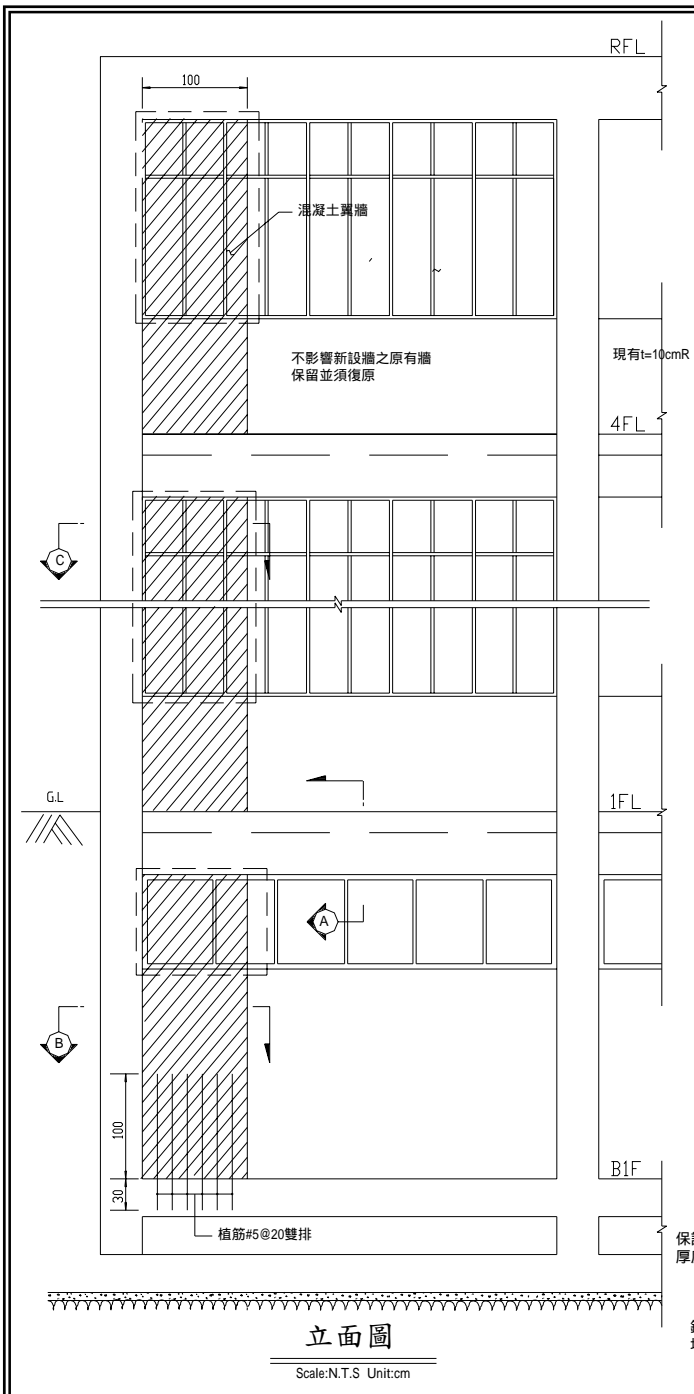 RFL
100
混凝土翼牆
不影響新設牆之原有牆
保留並須復原
現有t=10cmR
4FL
C
G.L
1FL
A
B
100
B1F
30
植筋#5@20雙排
厚
立面圖
Scale:N.T.S Unit:cm